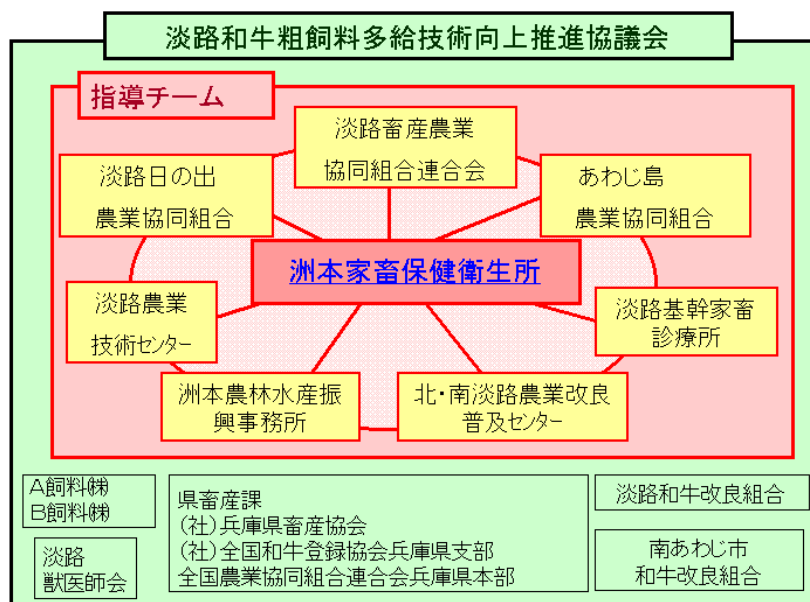 淡路和牛粗飼料多給技術向上推進協議会
指導チーム
淡路畜産農業
協同組合連合会
淡路日の出
農業協同組合
あわじ島
農業協同組合
洲本家畜保健衛生所
淡路農業
技術センター
淡路基幹家畜
診療所
洲本農林水産振
興事務所
北・南淡路農業改良
普及センター
A飼料㈱
B飼料㈱
淡路
獣医師会
県畜産課
(社)兵庫県畜産協会
(社)全国和牛登録協会兵庫県支部
全国農業協同組合連合会兵庫県本部
淡路和牛改良組合
南あわじ市
和牛改良組合